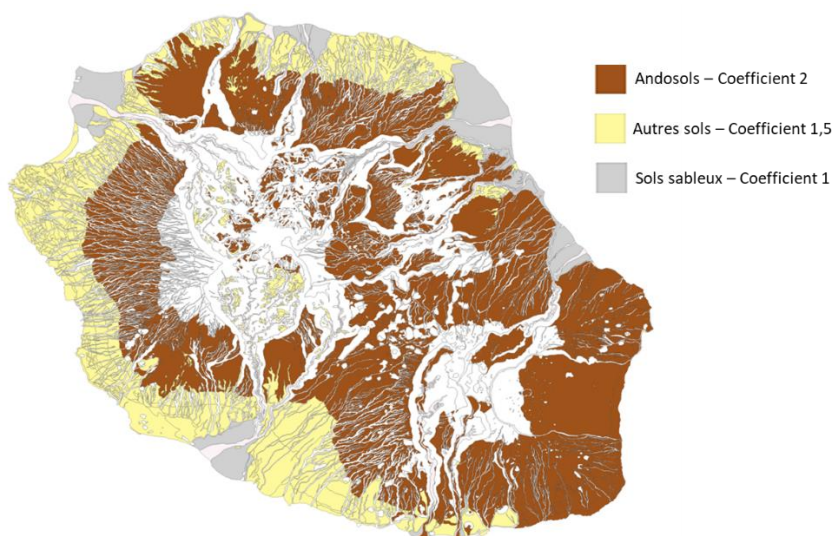 Andosols – Coefficient 2
Autres sols – Coefficient 1,5
Sols sableux – Coefficient 1